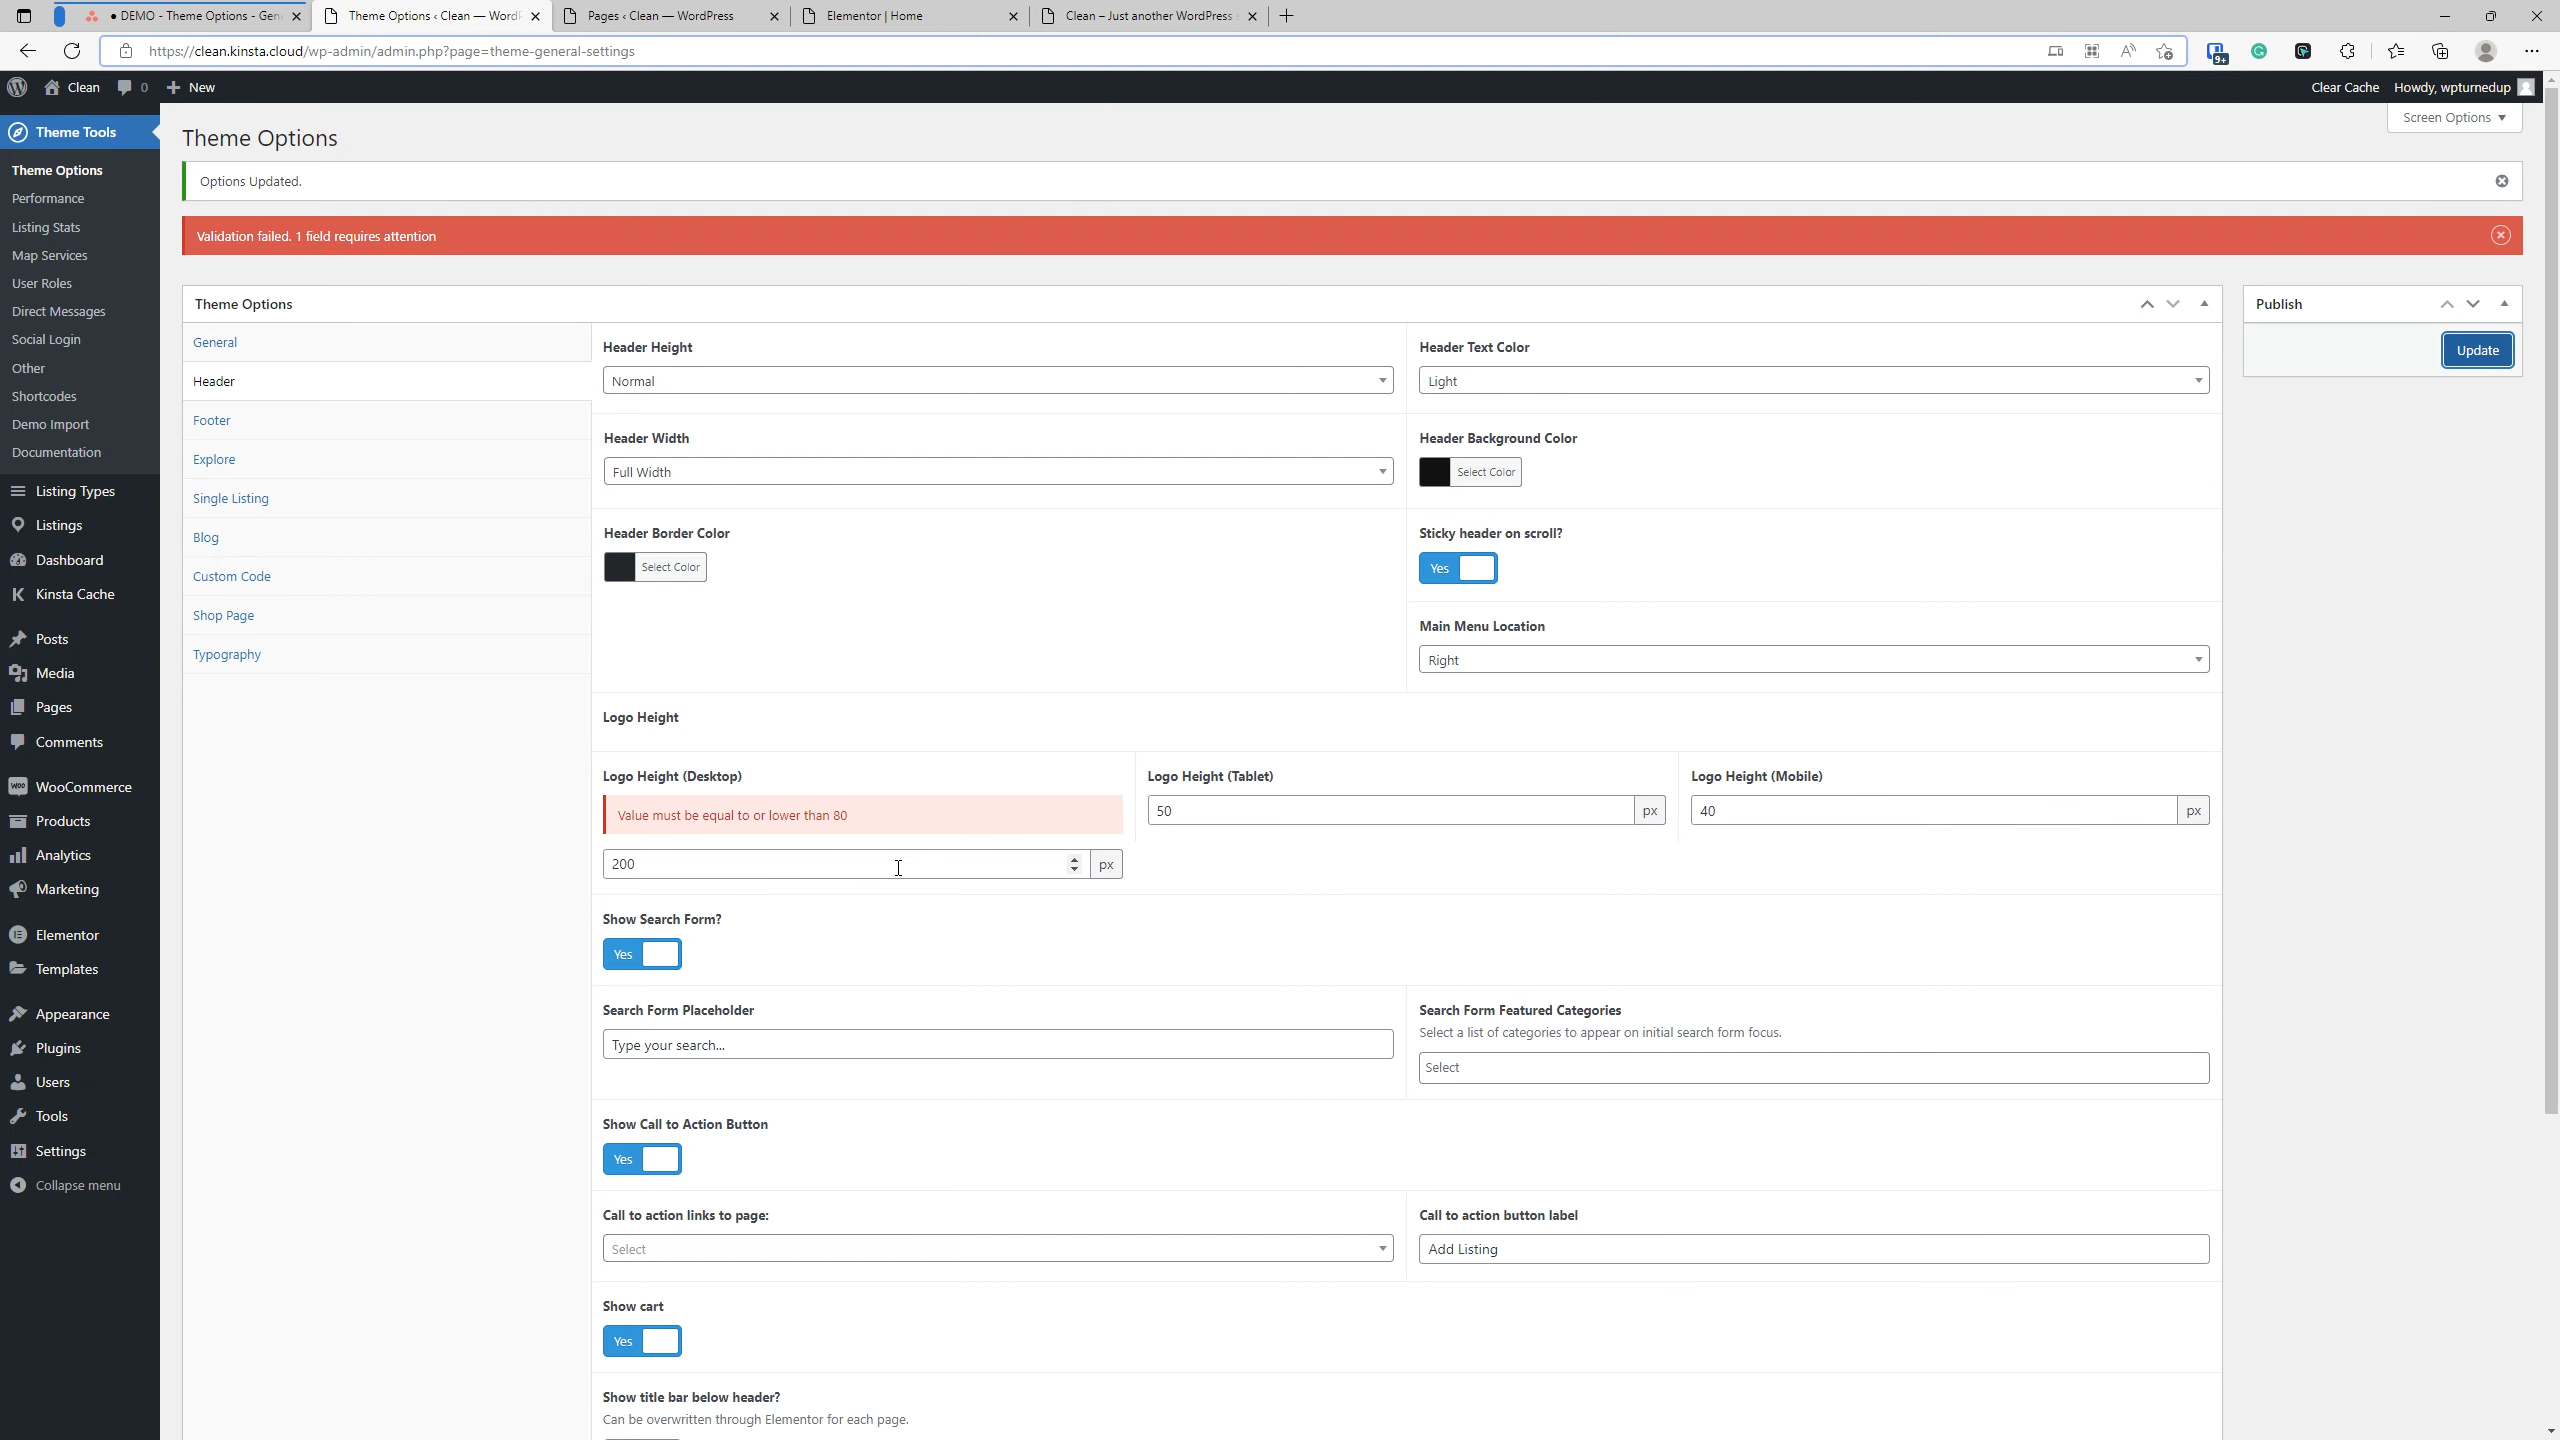 DEMO - Theme Options - Gen
Theme Options ‹ Clean — WordP
Pages ‹ Clean — WordPress
Elementor | Home
Clean – Just another WordPress
https://clean.kinsta.cloud/wp-admin/admin.php?page=theme-general-settings
9+
Clean
0
New
Clear Cache
Howdy, wpturnedup
Theme Tools
Theme Options
Performance
Listing Stats
Map Services
User Roles
Direct Messages
Social Login
Other
Shortcodes
Demo Import
Documentation
Listing Types
Listings
Dashboard
Kinsta Cache
Posts
Media
Pages
Comments
WooCommerce
Products
Analytics
Marketing
Elementor
Templates
Appearance
Plugins
Users
Tools
Settings
Collapse menu
Theme Options
Screen Options
Options Updated.
Validation failed. 1 field requires attention
Theme Options
General
Header
Footer
Explore
Single Listing
Blog
Custom Code
Shop Page
Typography
Header Height
Normal
Header Text Color
Light
Header Width
Full Width
Header Background Color
Select Color
Header Border Color
Select Color
Sticky header on scroll?
Yes
Main Menu Location
Right
Logo Height
Logo Height (Desktop)
Value must be equal to or lower than 80
200 px
Logo Height (Tablet)
50 px
Logo Height (Mobile)
40 px
Show Search Form?
Yes
Search Form Placeholder
Type your search...
Search Form Featured Categories
Select a list of categories to appear on initial search form focus.
Select
Show Call to Action Button
Yes
Call to action links to page:
Select
Call to action button label
Add Listing
Show cart
Yes
Show title bar below header?
Can be overwritten through Elementor for each page.
Publish
Update